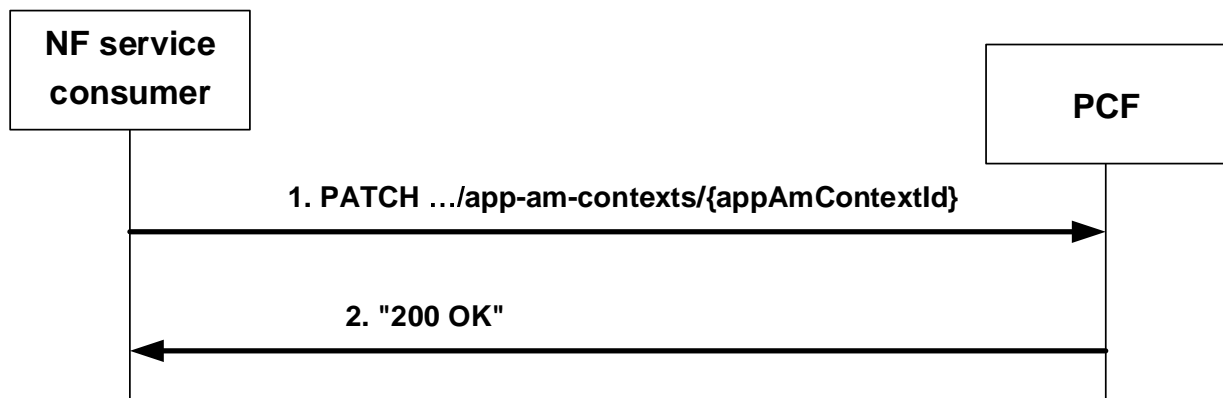 NF service
consumer
PCF
1. PATCH …/app-am-contexts/{appAmContextId}
2. "200 OK"